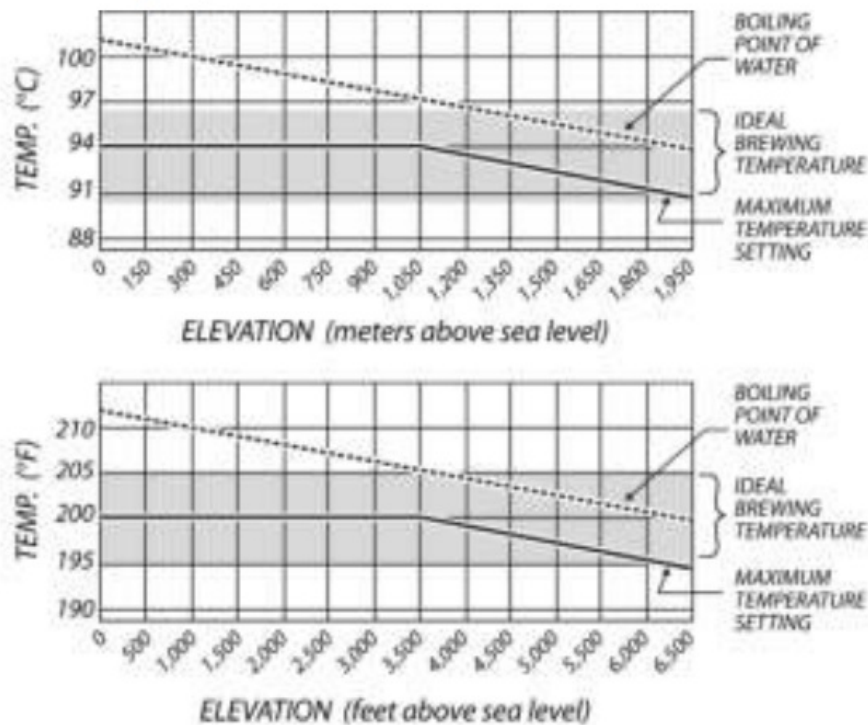 TEMP. (°C)
100
97
94
91
88
0 150 300 450 600 750 900 1,050 1,200 1,350 1,500 1,650 1,800 1,950
ELEVATION (meters above sea level)
BOILING
POINT OF
WATER
IDEAL
BREWING
TEMPERATURE
MAXIMUM
TEMPERATURE
SETTING
TEMP. (°F)
210
205
200
195
190
0 500 1,000 1,500 2,000 2,500 3,000 3,500 4,000 4,500 5,000 5,500 6,000 6,500
ELEVATION (feet above sea level)
BOILING
POINT OF
WATER
IDEAL
BREWING
TEMPERATURE
MAXIMUM
TEMPERATURE
SETTING